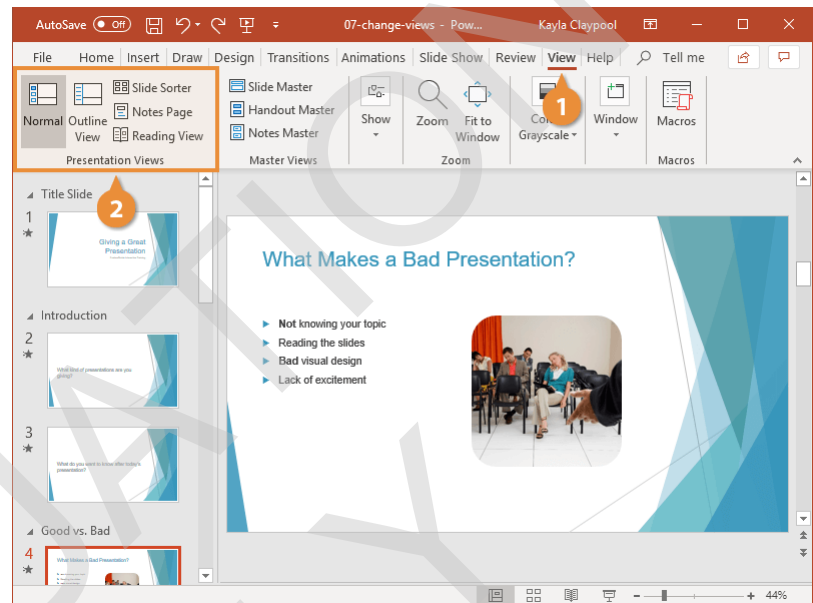 AutoSave Off 07-change-views - Pow... Kayla Claypool
File Home Insert Draw Design Transitions Animations Slide Show Review View Help Tell me
Normal
Outline View
Slide Sorter
Notes Page
Reading View
Presentation Views
Slide Master
Handout Master
Notes Master
Master Views
Show
Zoom
Fit to Window
Zoom
Grayscale
1
Window
Macros
Macros
2
Title Slide
1
Giving a Great
Presentation
Introduction
2
What kind of presentations are you
giving?
3
What do you want to know after today's
presentation?
Good vs. Bad
4
What Makes a Bad Presentation?
What Makes a Bad Presentation?
Not knowing your topic
Reading the slides
Bad visual design
Lack of excitement
44%